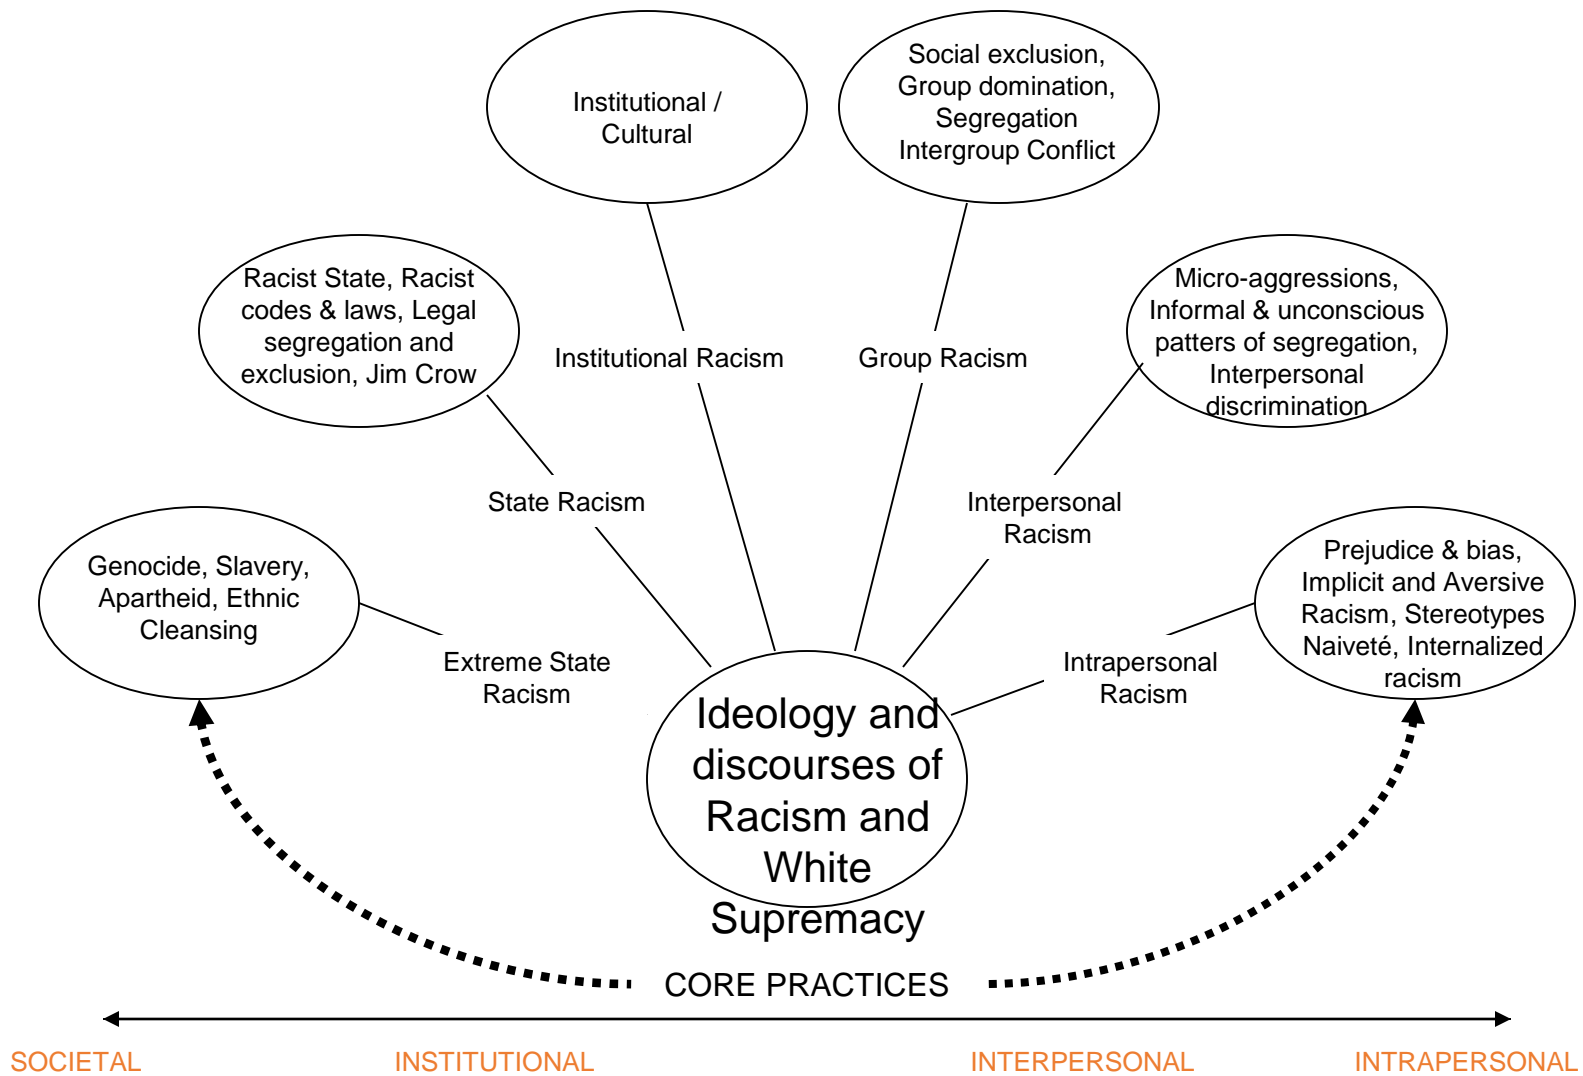 Institutional /
Cultural
Social exclusion,
Group domination,
Segregation
Intergroup Conflict
Racist State, Racist
codes & laws, Legal
segregation and
exclusion, Jim Crow
Micro-aggressions,
Informal & unconscious
patters of segregation,
Interpersonal
discrimination
Institutional Racism
Group Racism
State Racism
Interpersonal
Racism
Genocide, Slavery,
Apartheid, Ethnic
Cleansing
Prejudice & bias,
Implicit and Aversive
Racism, Stereotypes
Naiveté, Internalized
racism
Extreme State
Racism
Intrapersonal
Racism
Ideology and
discourses of
Racism and
White
Supremacy
CORE PRACTICES
SOCIETAL
INSTITUTIONAL
INTERPERSONAL
INTRAPERSONAL